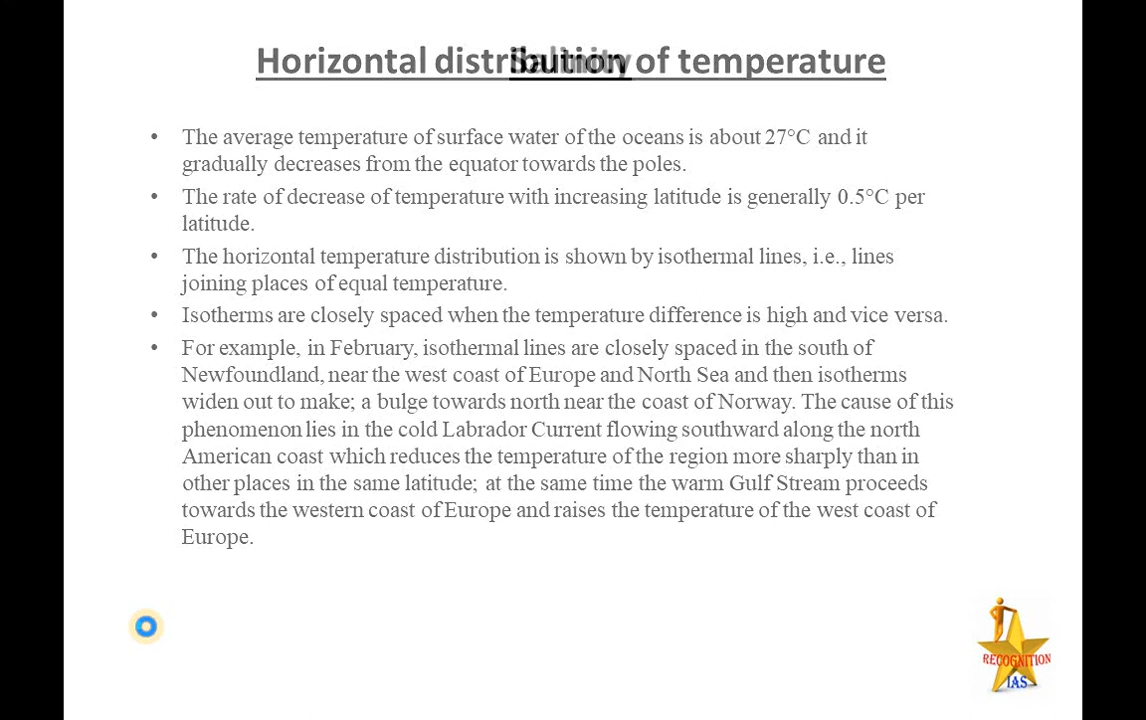 Horizontal distribution of temperature
Salinity
• The average temperature of surface water of the oceans is about 27°C and it
gradually decreases from the equator towards the poles.
• The rate of decrease of temperature with increasing latitude is generally 0.5°C per
latitude.
• The horizontal temperature distribution is shown by isothermal lines, i.e., lines
joining places of equal temperature.
• Isotherms are closely spaced when the temperature difference is high and vice versa.
• For example, in February, isothermal lines are closely spaced in the south of
Newfoundland, near the west coast of Europe and North Sea and then isotherms
widen out to make; a bulge towards north near the coast of Norway. The cause of this
phenomenon lies in the cold Labrador Current flowing southward along the north
American coast which reduces the temperature of the region more sharply than in
other places in the same latitude; at the same time the warm Gulf Stream proceeds
towards the western coast of Europe and raises the temperature of the west coast of
Europe.
RECOGNITION
IAS